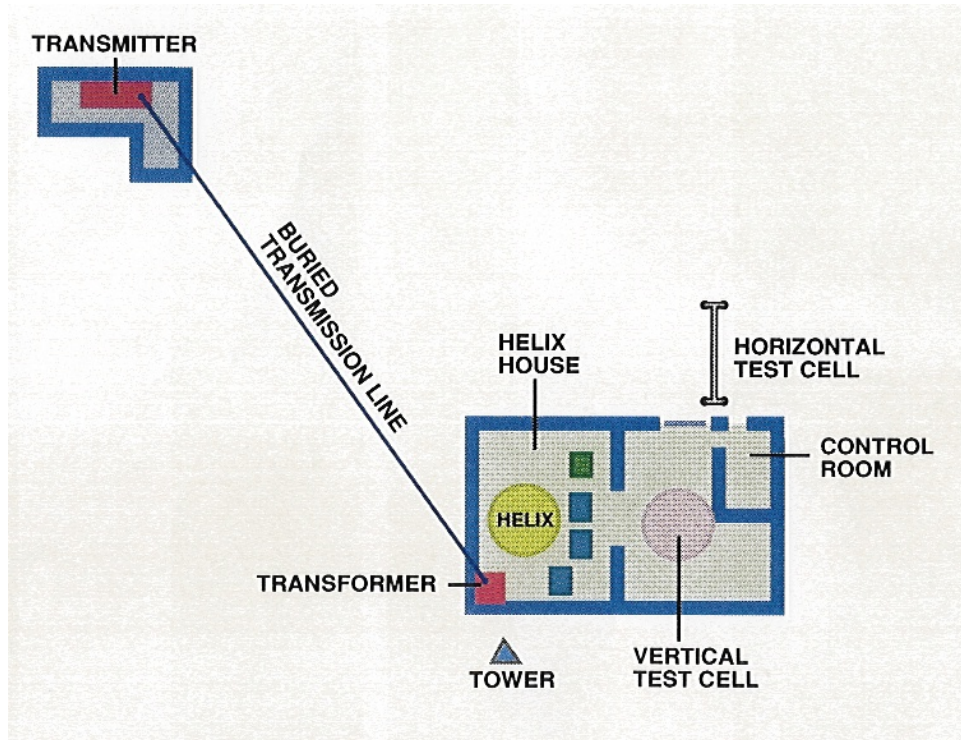 TRANSMITTER
BURIED
TRANSMISSION LINE
HELIX
HOUSE
HORIZONTAL
TEST CELL
CONTROL
ROOM
HELIX
TRANSFORMER
TOWER
VERTICAL
TEST CELL